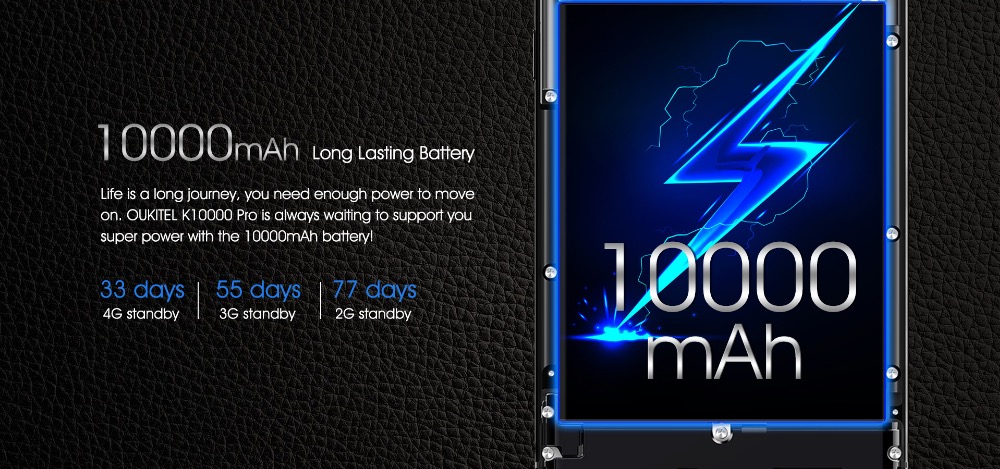 10000mAh Long Lasting Battery
Life is a long journey, you need enough power to move
on. OUKITEL K10000 Pro is always waiting to support you
super power with the 10000mAh battery!
33 days 55 days 77 days
4G standby 3G standby 2G standby
10000
mAh